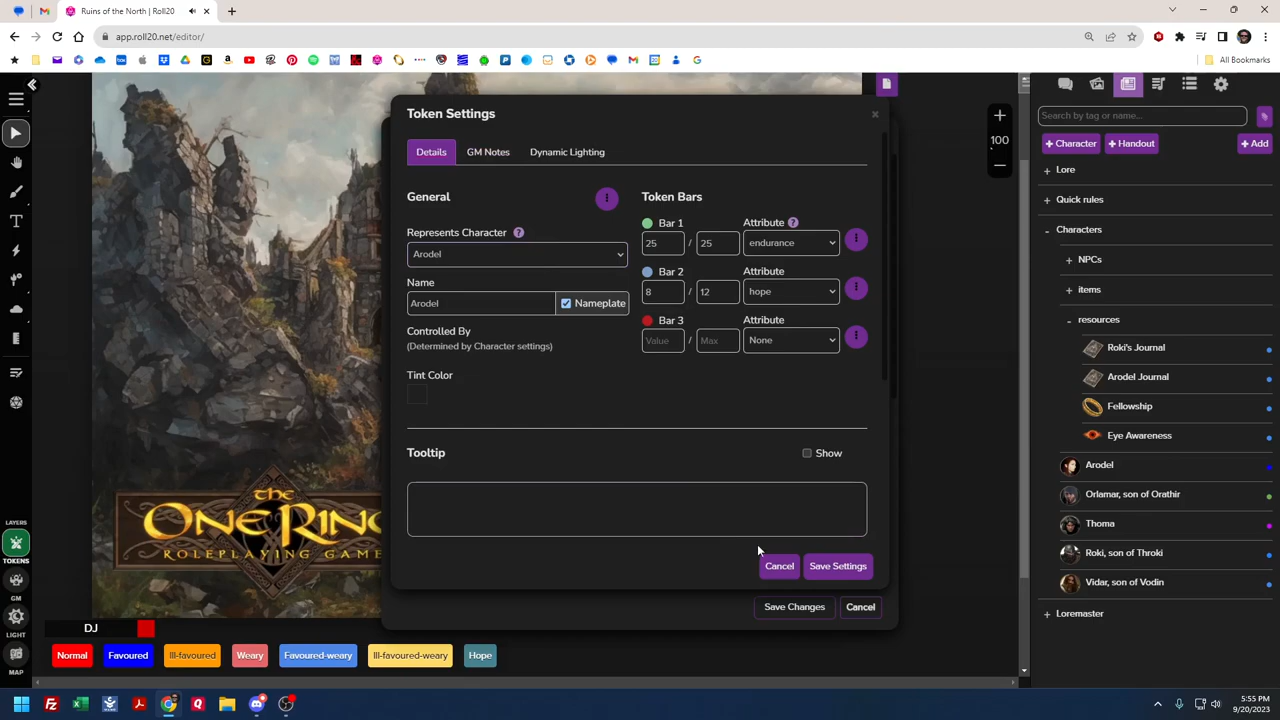 Ruins of the North | Roll20
app.roll20.net/editor/
All Bookmarks
Token Settings
Details
GM Notes
Dynamic Lighting
General
Represents Character
Arodel
Name
Arodel
Nameplate
Controlled By
(Determined by Character settings)
Tint Color
Token Bars
Bar 1
Attribute
25 / 25
endurance
Bar 2
Attribute
8 / 12
hope
Bar 3
Attribute
Value / Max
None
Tooltip
Show
Cancel
Save Settings
Save Changes
Cancel
100
Search by tag or name...
+ Character
+ Handout
+ Add
+ Lore
+ Quick rules
- Characters
+ NPCs
+ items
- resources
Roki's Journal
Arodel Journal
Fellowship
Eye Awareness
Arodel
Orlamar, son of Orathir
Thoma
Roki, son of Throki
Vidar, son of Vodin
+ Loremaster
LAYERS
TOKENS
GM
LIGHT
MAP
the
ONE RING
ROLEPLAYING GAME
DJ
Normal
Favoured
Ill-favoured
Weary
Favoured-weary
Ill-favoured-weary
Hope
5:55 PM
9/20/2023